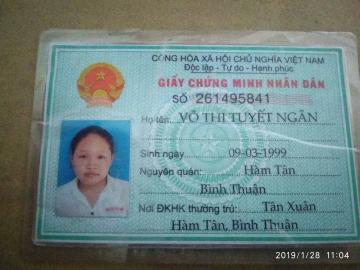 CỘNG HÒA XÃ HỘI CHỦ NGHĨA VIỆT NAM
Độc lập - Tự do - Hạnh phúc
GIẤY CHỨNG MINH NHÂN DÂN
SỐ 261495841
Họ tên: VÕ THỊ TUYẾT NGÂN
Sinh ngày: 09-03-1999
Nguyên quán: Hàm Tân
Bình Thuận
Nơi ĐKHK thường trú: Tân Xuân
Hàm Tân, Bình Thuận
2019/1/28 11:04